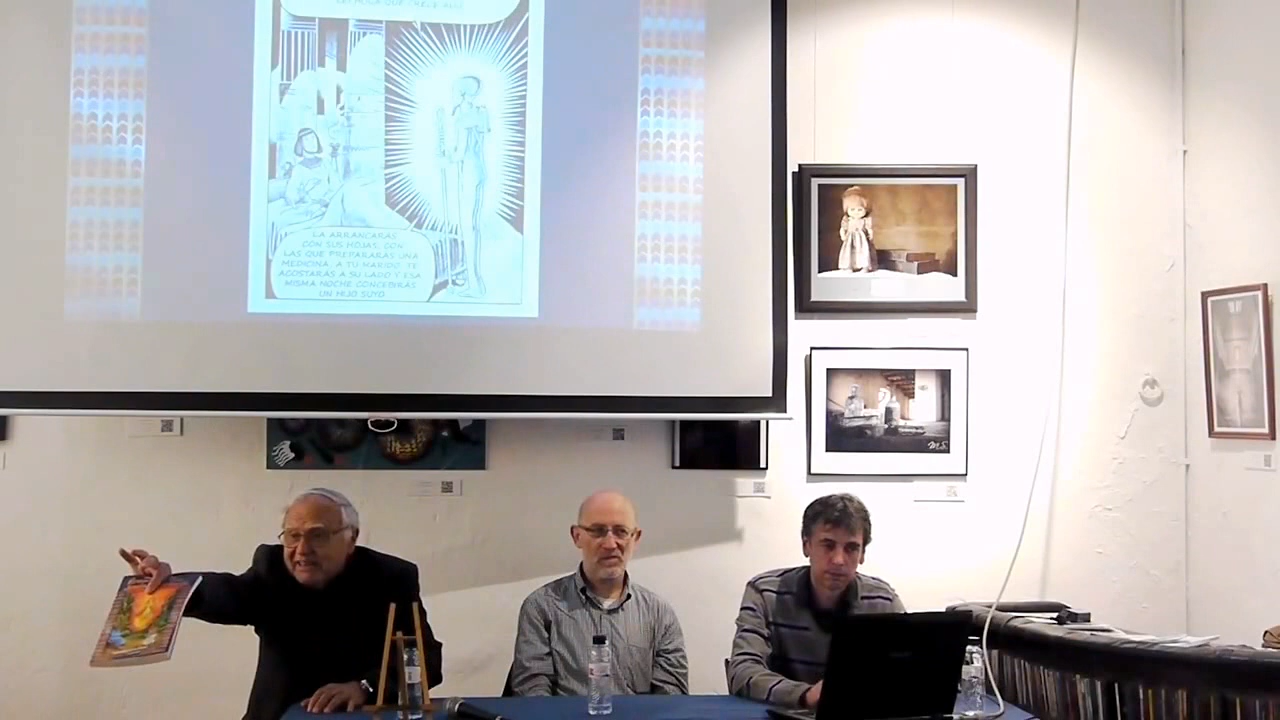 LA ARRANCARÁS
CON SUS HOJAS, CON
LAS QUE PREPARARÁS UNA
MEDICINA A TU MARIDO. TE
ACOSTARÁS A SU LADO Y ESA
MISMA NOCHE CONCEBIRÁS
UN HIJO SUYO
M.S.